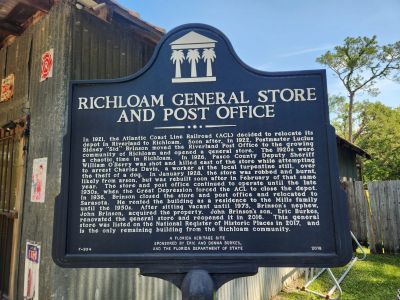 RICHLOAM GENERAL STORE
AND POST OFFICE
In 1921, the Atlantic Coast Line Railroad (ACL) decided to relocate its
depot in Riverland to Richloam. Soon after, in 1922, Postmaster Lucius
Sidney "Sid" Brinson moved the Riverland Post Office to the growing
community of Richloam and opened a general store. The 1920s were
a chaotic time in Richloam. In 1926, Pasco County Deputy Sheriff
William O'Berry was shot and killed east of the store while attempting
to arrest Charles Davis, a worker at the local turpentine still, over
the theft of a dog. In January 1928, the store was robbed and burnt,
likely from arson, but was rebuilt soon after in February of that same
year. The store and post office continued to operate until the late
1930s, when the Great Depression forced the ACL to close the depot.
In 1936, Brinson closed the store and post office and relocated to
Sarasota. He rented the building as a residence to the Mills family
until the 1950s. After sitting vacant until 1973, Brinson's nephew,
John Brinson, acquired the property. John Brinson's son, Eric Burkes,
renovated the general store and reopened it in 2016. This general
store was listed on the National Register of Historic Places in 2017, and
is the only remaining building from the Richloam community.
A FLORIDA HERITAGE SITE
SPONSORED BY ERIC AND DONNA BURKES,
AND THE FLORIDA DEPARTMENT OF STATE
2018